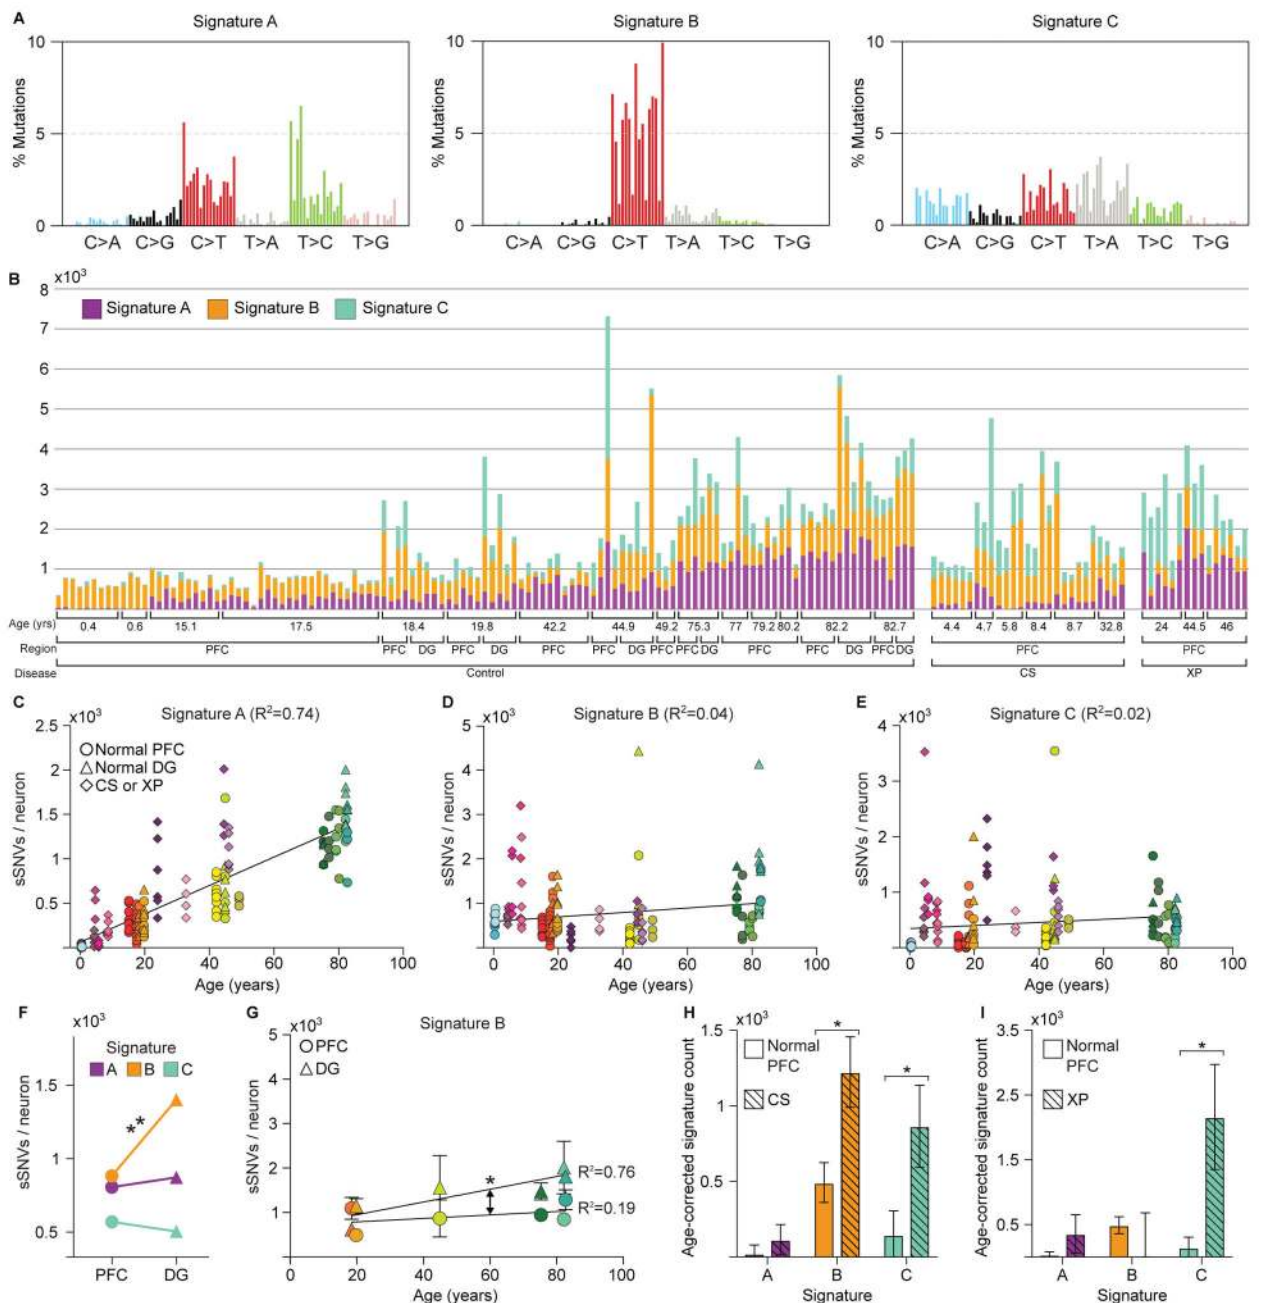 A
Signature A
Signature B
Signature C
10
5
0
% Mutations
C>A C>G C>T T>A T>C T>G
10
5
0
% Mutations
C>A C>G C>T T>A T>C T>G
10
5
0
% Mutations
C>A C>G C>T T>A T>C T>G
B
x10³
8
7
6
5
4
3
2
1
Signature A Signature B Signature C
Age (yrs) 0.4 0.6 15.1 17.5 18.4 19.8 42.2 44.9 49.2 75.3 77 79.2 80.2 82.2 82.7 4.4 4.7 5.8 8.4 8.7 32.8 24 44.5 46
Region PFC PFC DG PFC DG PFC PFC DG PFC PFC DG PFC PFC DG PFC DG PFC PFC
Disease Control CS XP
C
x10³
Signature A (R²=0.74)
2.5
2
1.5
1
0.5
sSNVs / neuron
Normal PFC
Normal DG
CS or XP
0 20 40 60 80 100
Age (years)
D
x10³
Signature B (R²=0.04)
5
4
3
2
1
sSNVs / neuron
0 20 40 60 80 100
Age (years)
E
x10³
Signature C (R²=0.02)
4
3
2
1
0
sSNVs / neuron
0 20 40 60 80 100
Age (years)
F
x10³
Signature
A B C
1.5
1
0.5
sSNVs / neuron
**
PFC DG
G
x10³
Signature B
5
4
3
2
1
sSNVs / neuron
PFC
DG
*
R²=0.76
R²=0.19
0 20 40 60 80 100
Age (years)
H
x10³
1.5
1
0.5
Age-corrected signature count
Normal
PFC
CS
*
*
A B C
Signature
I
x10³
3.5
2.5
1.5
0.5
Age-corrected signature count
Normal
PFC
XP
*
A B C
Signature